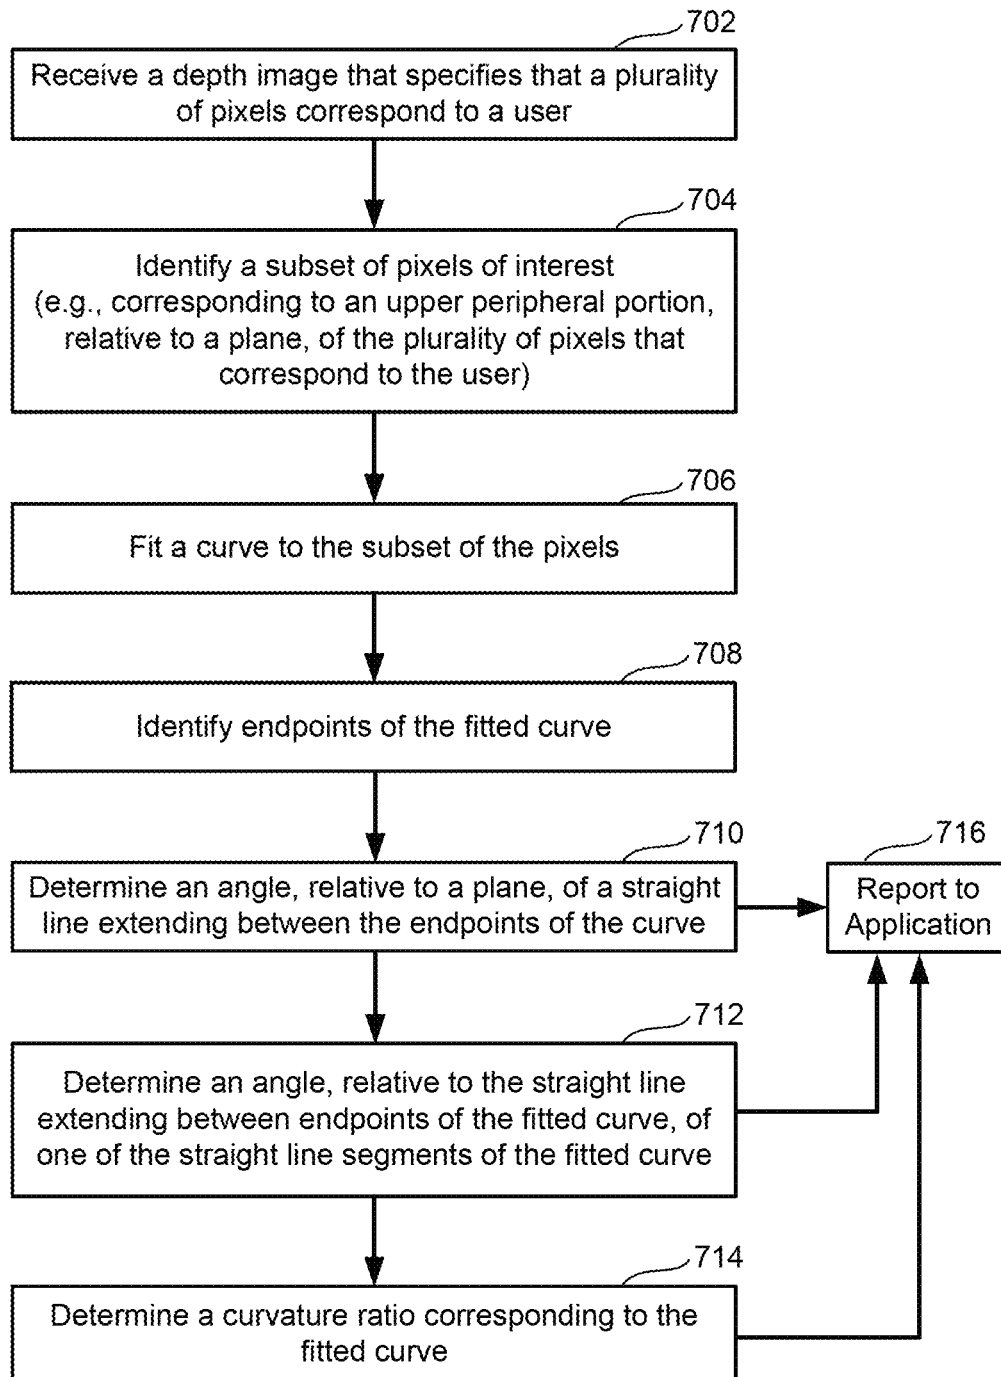 702
Receive a depth image that specifies that a plurality
of pixels correspond to a user
704
Identify a subset of pixels of interest
(e.g., corresponding to an upper peripheral portion,
relative to a plane, of the plurality of pixels that
correspond to the user)
706
Fit a curve to the subset of the pixels
708
Identify endpoints of the fitted curve
710
Determine an angle, relative to a plane, of a straight
line extending between the endpoints of the curve
716
Report to
Application
712
Determine an angle, relative to the straight line
extending between endpoints of the fitted curve, of
one of the straight line segments of the fitted curve
714
Determine a curvature ratio corresponding to the
fitted curve